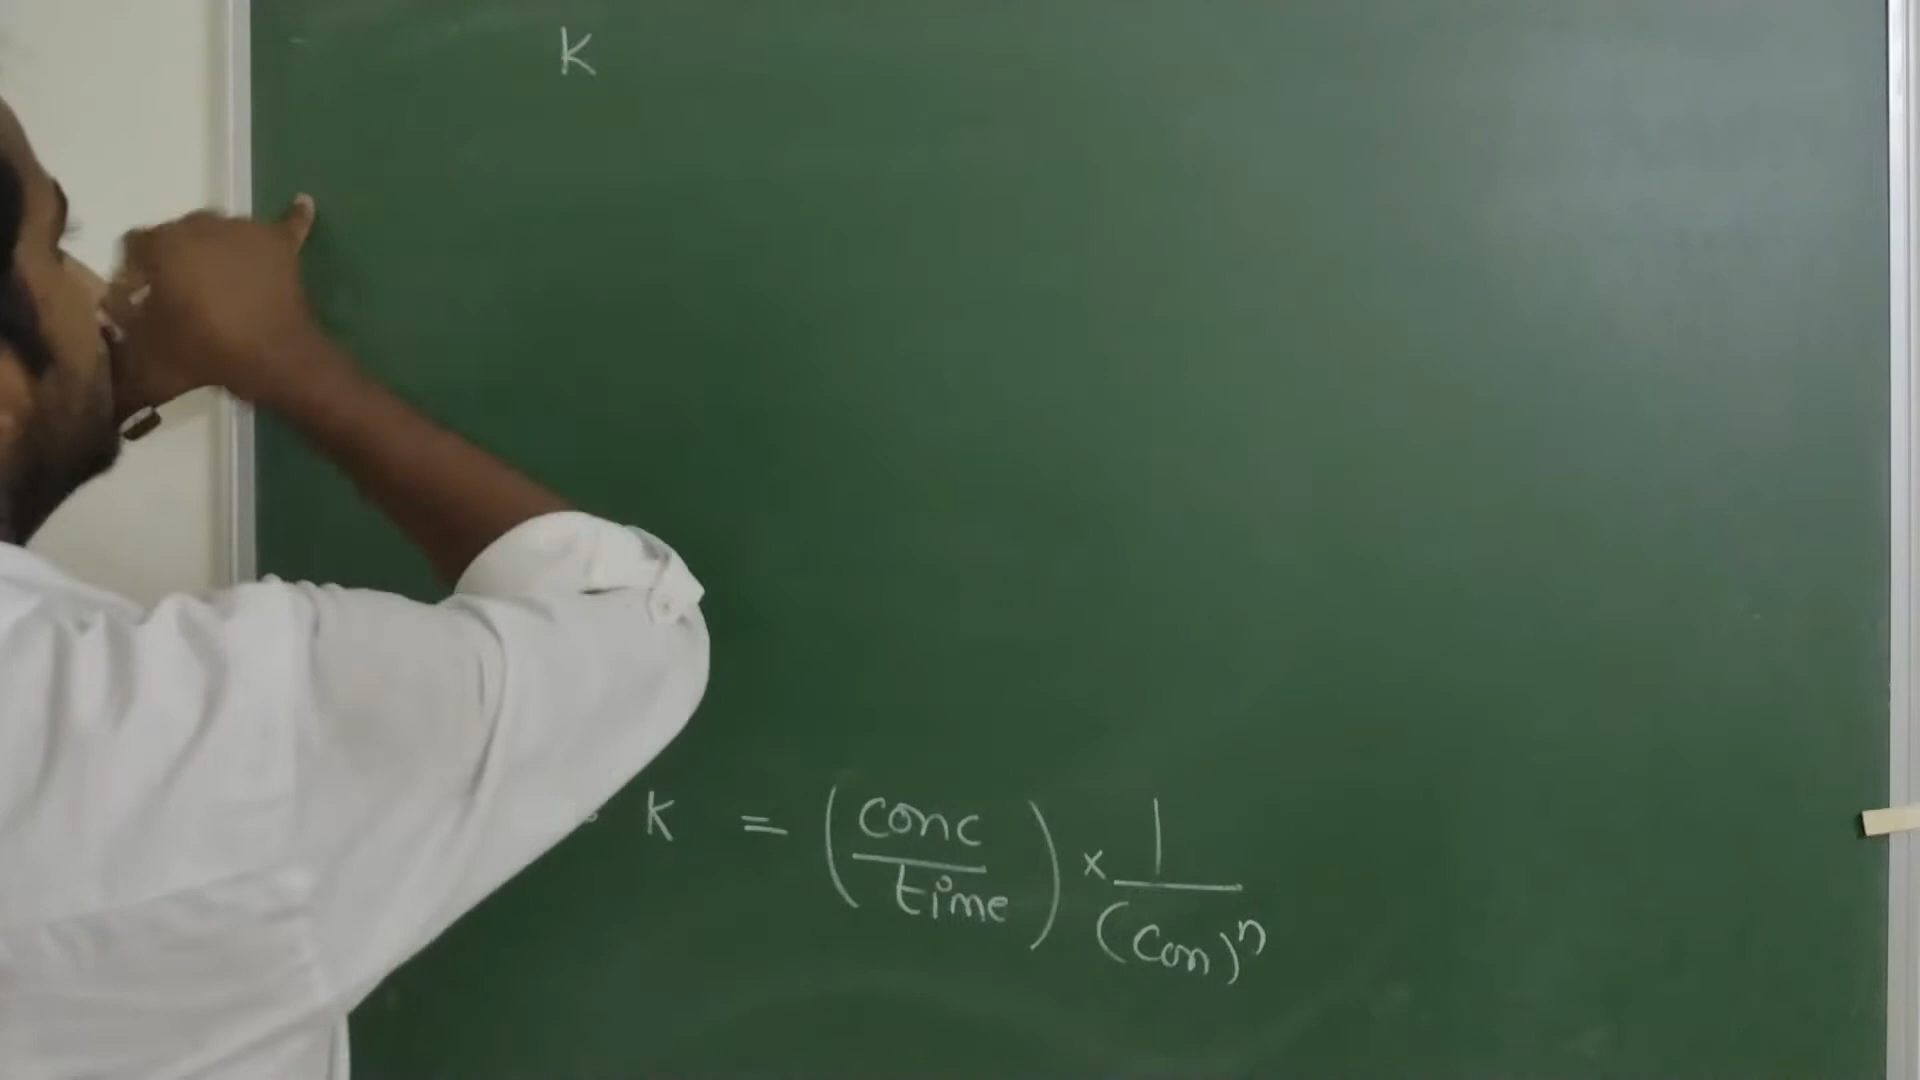 K
K = (conc/time) × 1/(con)ⁿ